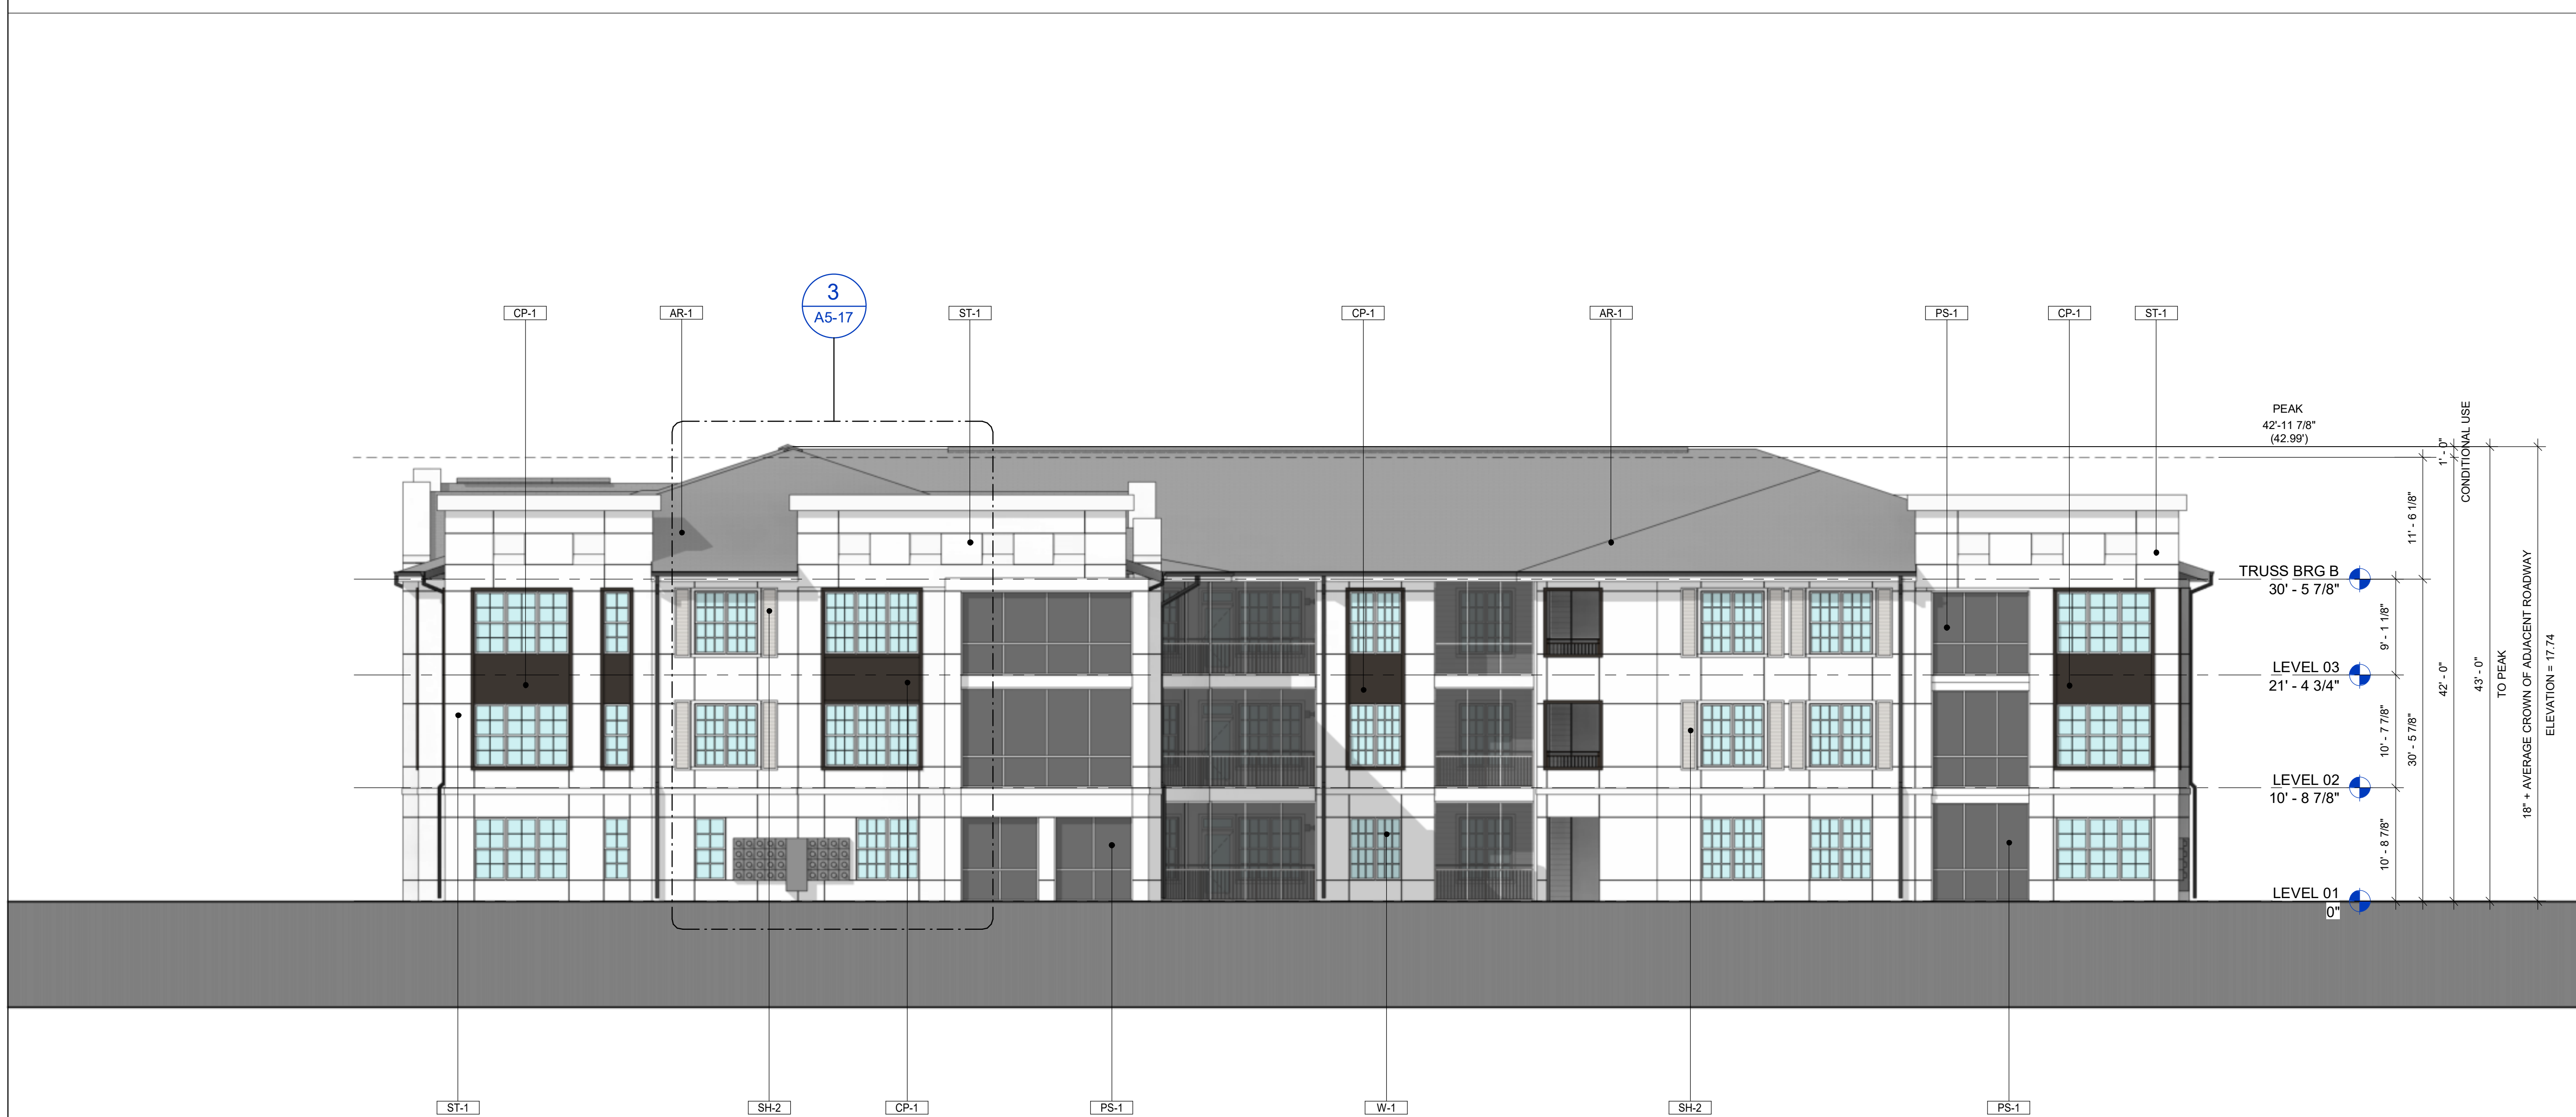 3
A5-17
CP-1
AR-1
ST-1
CP-1
AR-1
PS-1
CP-1
ST-1
PEAK
42'-11 7/8"
(42.99')
1' - 0"
CONDITIONAL USE
11' - 6 1/8"
TRUSS BRG B
30' - 5 7/8"
9' - 1 1/8"
LEVEL 03
21' - 4 3/4"
10' - 7 7/8"
30' - 5 7/8"
42' - 0"
43' - 0"
TO PEAK
18" + AVERAGE CROWN OF ADJACENT ROADWAY
ELEVATION = 17.74
LEVEL 02
10' - 8 7/8"
10' - 8 7/8"
LEVEL 01
0"
ST-1
SH-2
CP-1
PS-1
W-1
SH-2
PS-1